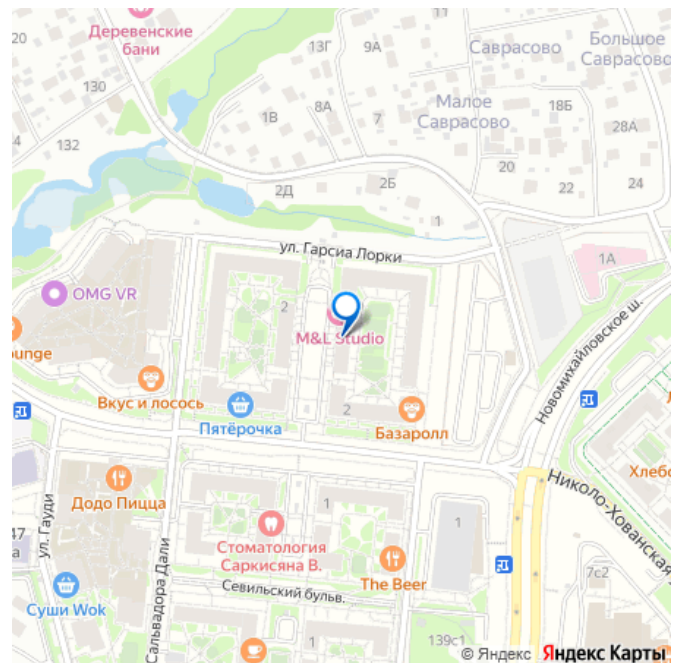 Деревенские
бани
13Г
9А
Саврасово
Большое
Саврасово
130
1В
8А
7
Малое
Саврасово
18Б
28А
4
132
20
2Д
2Б
22
24
1
ул. Гарсиа Лорки
1А
OMG VR
2
M&L Studio
ounge
Вкус и лосось
Пятёрочка
2
Базаролл
Новомихайловское ш.
Хлебо
Николо-Хованская
Додо Пицца
47
а
ул. Гауди
1
1
Стоматология
Саркисяна В.
The Beer
Севильский бульв.
Суши Wok
Сальвадора Дали
7с2
1
139с1
© Яндекс Яндекс Карты